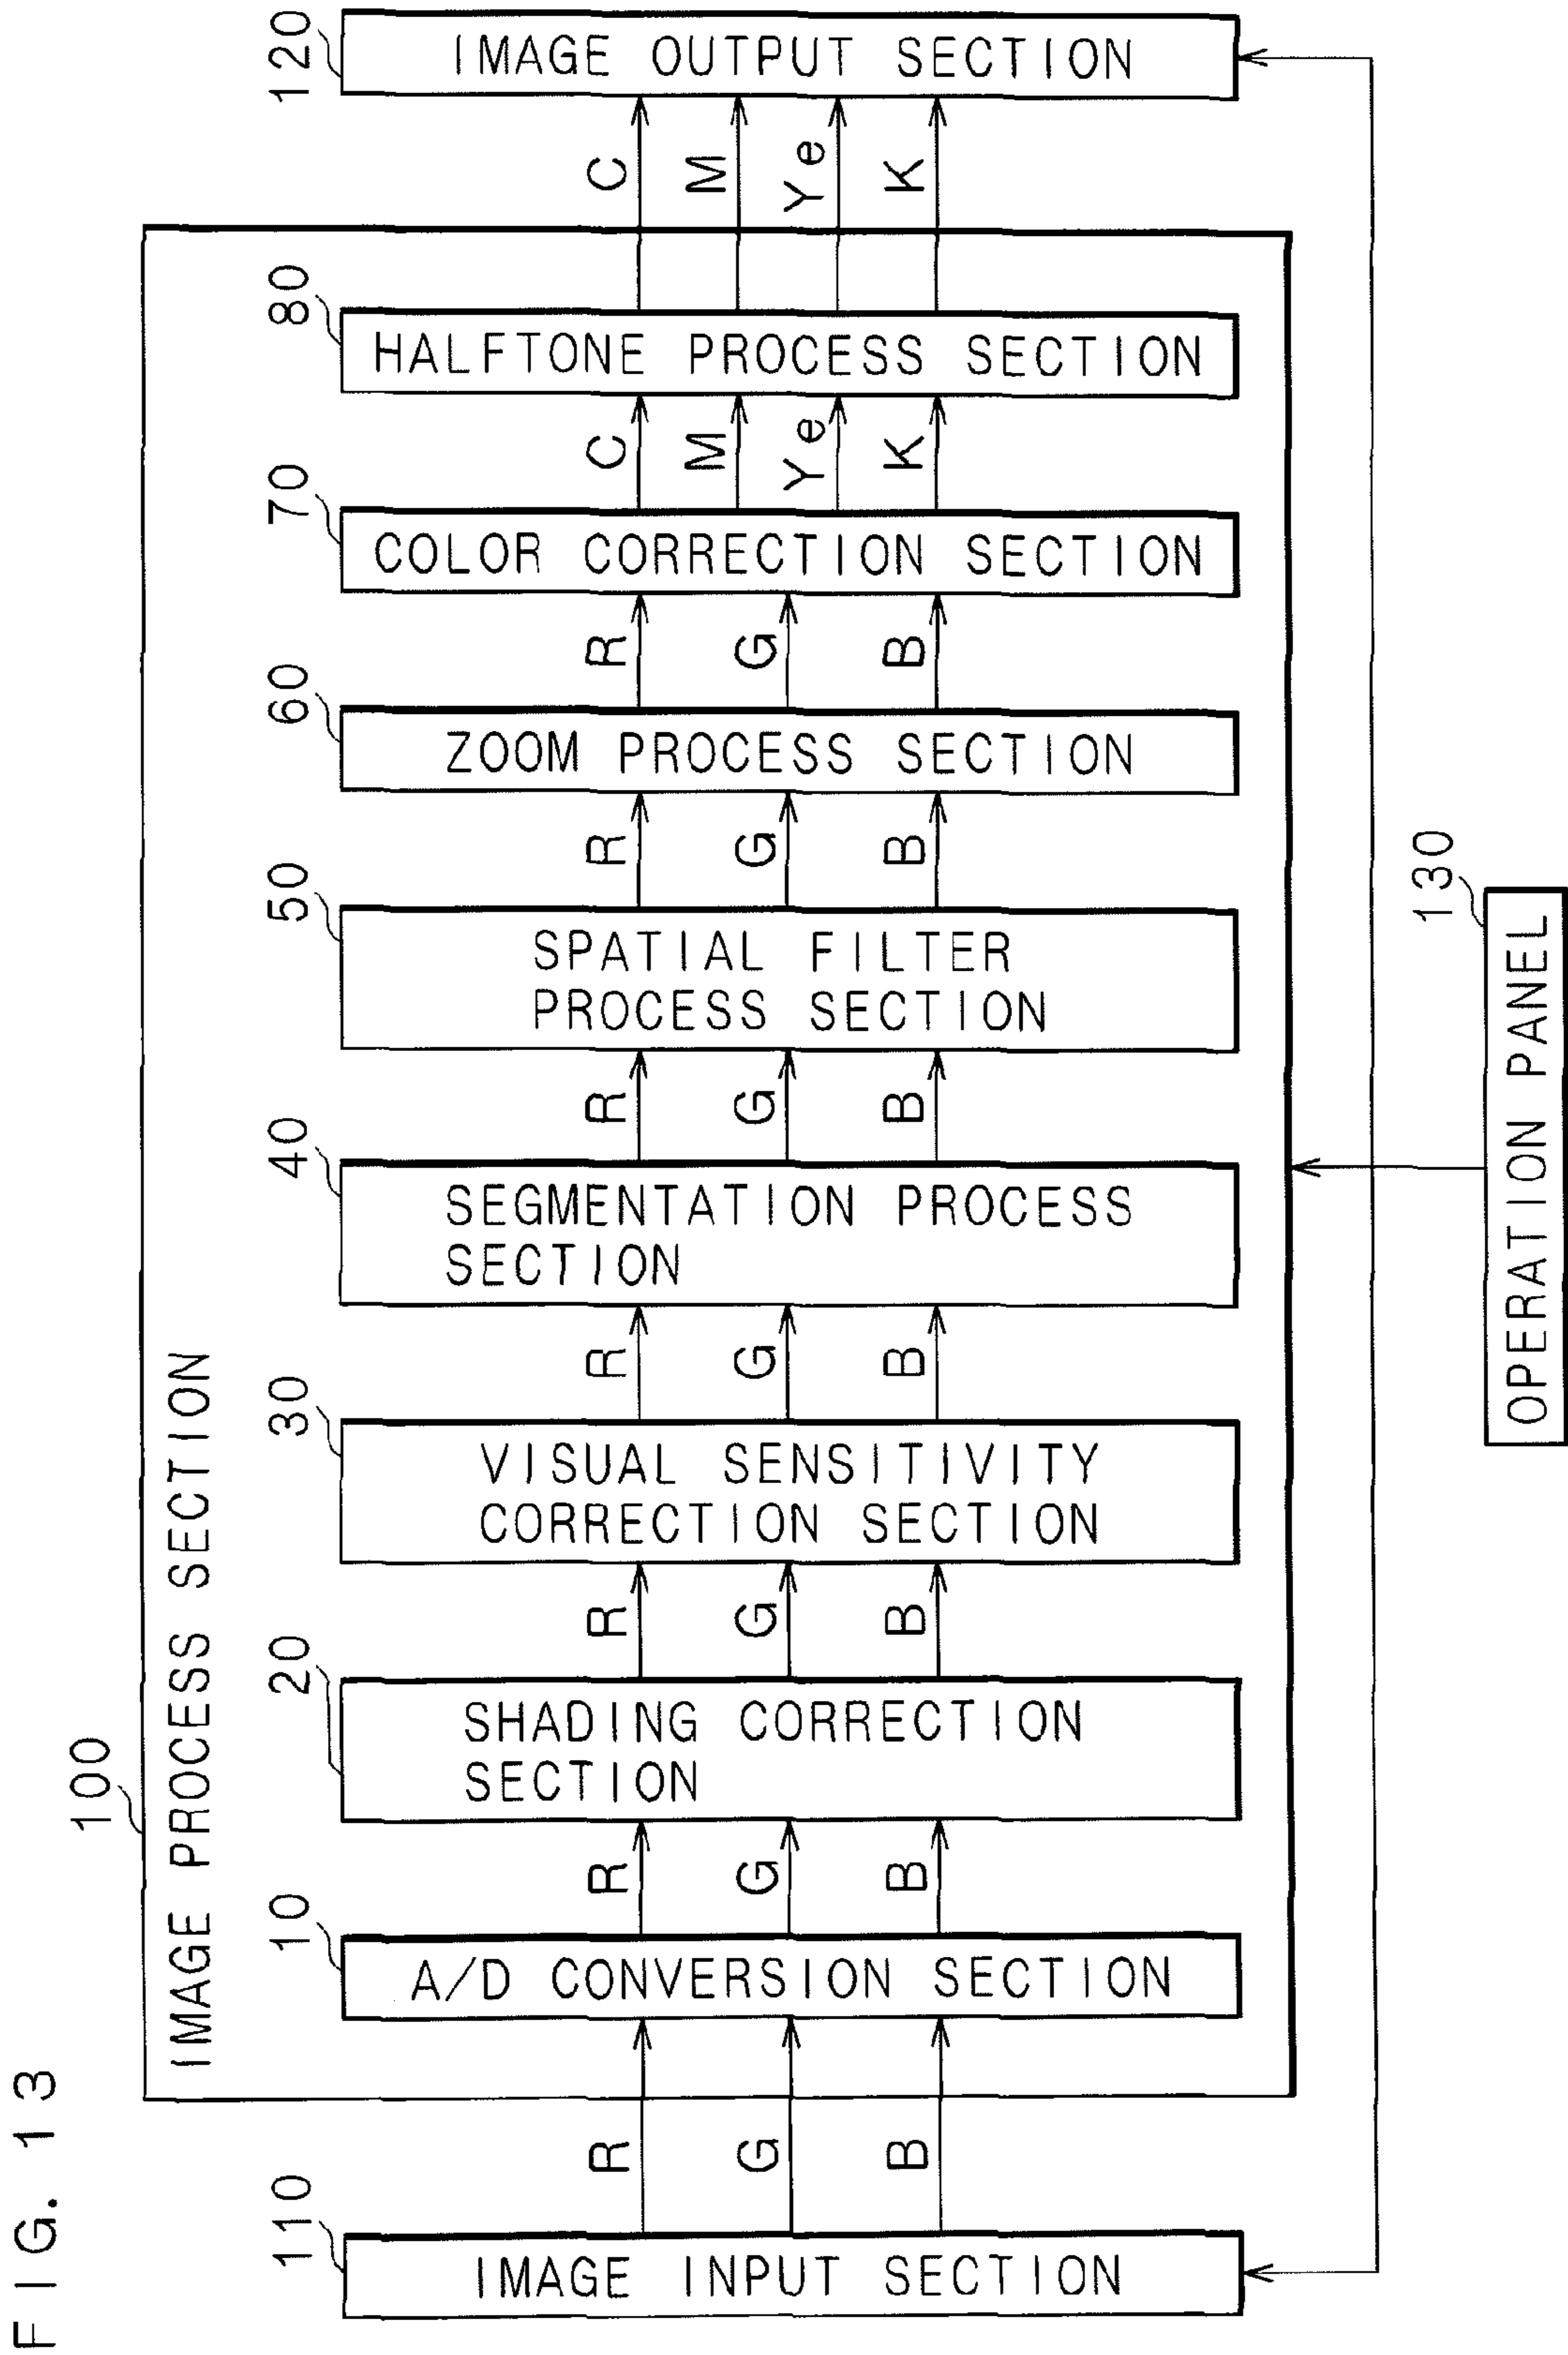 FIG. 13
100
IMAGE PROCESS SECTION
110
IMAGE INPUT SECTION
R
G
B
10
A/D CONVERSION SECTION
R
G
B
20
SHADING CORRECTION
SECTION
R
G
B
30
VISUAL SENSITIVITY
CORRECTION SECTION
R
G
B
40
SEGMENTATION PROCESS
SECTION
R
G
B
50
SPATIAL FILTER
PROCESS SECTION
R
G
B
60
ZOOM PROCESS SECTION
R
G
B
70
COLOR CORRECTION SECTION
C
M
Ye
K
80
HALFTONE PROCESS SECTION
C
M
Ye
K
120
IMAGE OUTPUT SECTION
130
OPERATION PANEL